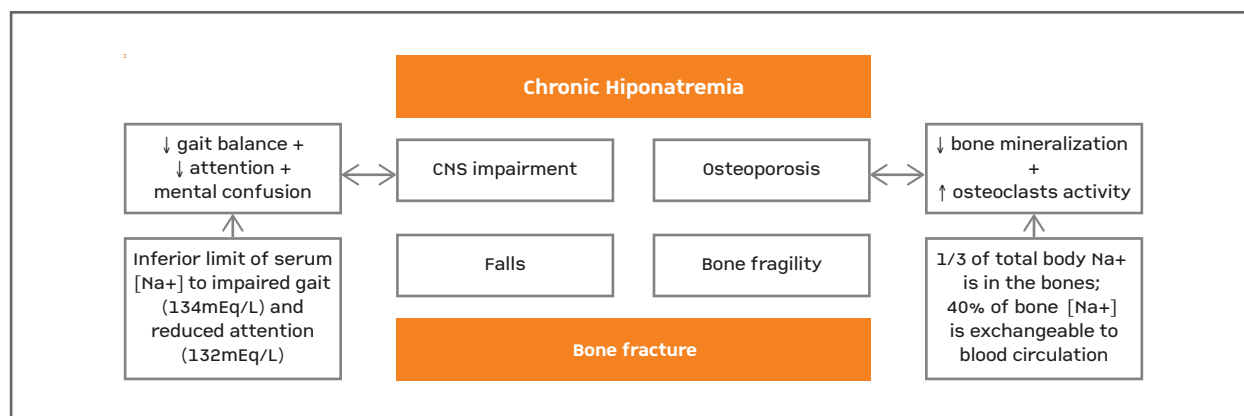 Chronic Hiponatremia
↓ gait balance +
↓ attention +
mental confusion
CNS impairment
Osteoporosis
↓ bone mineralization
+
↑ osteoclasts activity
Inferior limit of serum
[Na+] to impaired gait
(134mEq/L) and
reduced attention
(132mEq/L)
Falls
Bone fragility
1/3 of total body Na+
is in the bones;
40% of bone [Na+]
is exchangeable to
blood circulation
Bone fracture